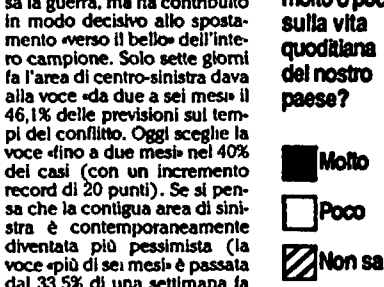 sa la guerra, ma ha contribuito
in modo decisivo allo sposta-
mento «verso il bello» dell'inte-
ro campione. Solo sette giorni
fa l'area di centro-sinistra dava
alla voce «da due a sei mesi» il
46,1% delle previsioni sui tem-
pi del conflitto. Oggi sceglie la
voce «fino a due mesi» nel 40%
dei casi (con un incremento
record di 20 punti). Se si pen-
sa che la contigua area di sini-
stra è contemporaneamente
diventata più pessimista (la
voce «più di sei mesi» è passata
dal 33,5% di una settimana fa
sulla vita
quodiliana
del nostro
paese?
Molto
Poco
Non sa